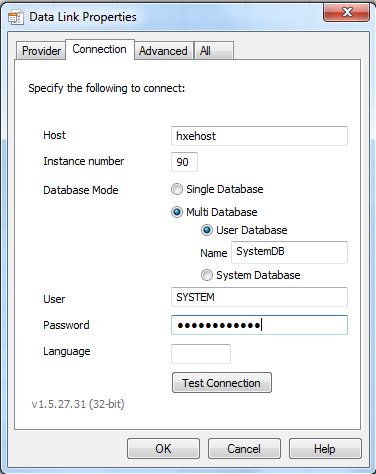 Data Link Properties
Provider Connection Advanced All
Specify the following to connect:
Host hxehost
Instance number 90
Database Mode Single Database
Multi Database
User Database
Name SystemDB
System Database
User SYSTEM
Password ●●●●●●●●●●●●
Language
Test Connection
v1.5.27.31 (32-bit)
OK Cancel Help